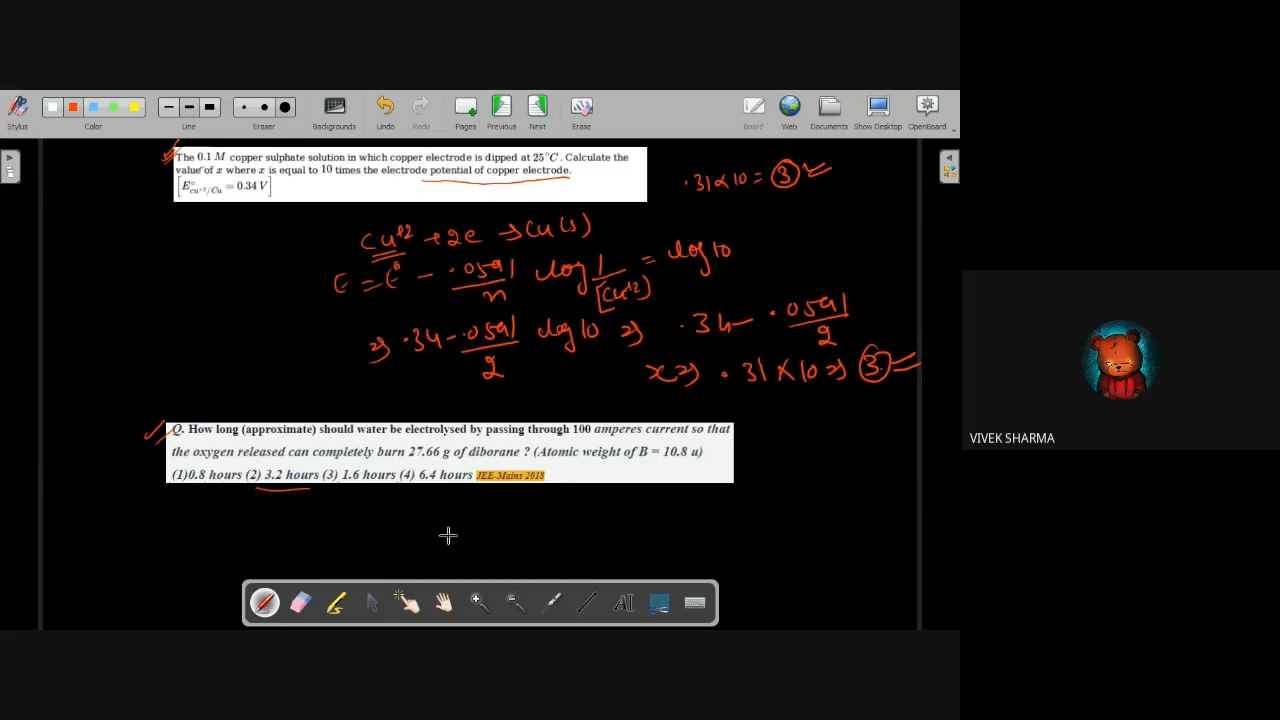 Stylus Color Line Eraser Backgrounds Undo Redo Pages Previous Next Erase Board Web Documents Show Desktop OpenBoard
The 0.1 M copper sulphate solution in which copper electrode is dipped at 25°C. Calculate the
value of x where x is equal to 10 times the electrode potential of copper electrode.
[E°cu⁺²/Cu = 0.34 V]
.31 × 10 = 3
Cu+2 + 2e → Cu(s)
E = E° - .0591/n log 1/[Cu+2] = log 10
⇒ .34 - .0591/2 log 10 ⇒ .34 - .0591/2
x ⇒ .31 × 10 ⇒ 3
Q. How long (approximate) should water be electrolysed by passing through 100 amperes current so that
the oxygen released can completely burn 27.66 g of diborane ? (Atomic weight of B = 10.8 u)
(1)0.8 hours (2) 3.2 hours (3) 1.6 hours (4) 6.4 hours JEE-Mains 2018
AI
VIVEK SHARMA